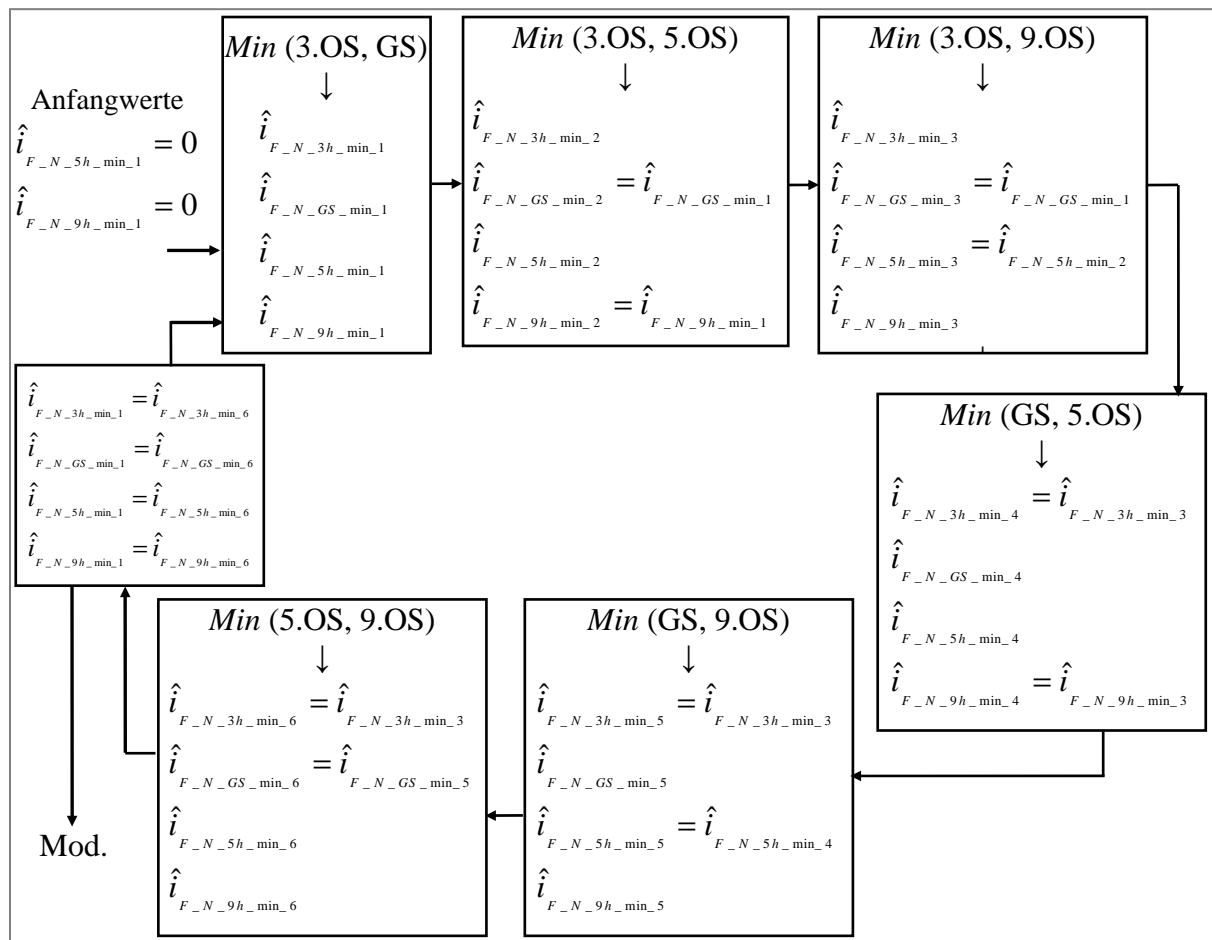 Anfangwerte
î_F_N_5h_min_1 = 0
î_F_N_9h_min_1 = 0
Min (3.OS, GS)
↓
î_F_N_3h_min_1
î_F_N_GS_min_1
î_F_N_5h_min_1
î_F_N_9h_min_1
Min (3.OS, 5.OS)
↓
î_F_N_3h_min_2
î_F_N_GS_min_2 = î_F_N_GS_min_1
î_F_N_5h_min_2
î_F_N_9h_min_2 = î_F_N_9h_min_1
Min (3.OS, 9.OS)
↓
î_F_N_3h_min_3
î_F_N_GS_min_3 = î_F_N_GS_min_1
î_F_N_5h_min_3 = î_F_N_5h_min_2
î_F_N_9h_min_3
Min (GS, 5.OS)
↓
î_F_N_3h_min_4 = î_F_N_3h_min_3
î_F_N_GS_min_4
î_F_N_5h_min_4
î_F_N_9h_min_4 = î_F_N_9h_min_3
Min (GS, 9.OS)
↓
î_F_N_3h_min_5 = î_F_N_3h_min_3
î_F_N_GS_min_5
î_F_N_5h_min_5 = î_F_N_5h_min_4
î_F_N_9h_min_5
Min (5.OS, 9.OS)
↓
î_F_N_3h_min_6 = î_F_N_3h_min_3
î_F_N_GS_min_6 = î_F_N_GS_min_5
î_F_N_5h_min_6
î_F_N_9h_min_6
î_F_N_3h_min_1 = î_F_N_3h_min_6
î_F_N_GS_min_1 = î_F_N_GS_min_6
î_F_N_5h_min_1 = î_F_N_5h_min_6
î_F_N_9h_min_1 = î_F_N_9h_min_6
Mod.